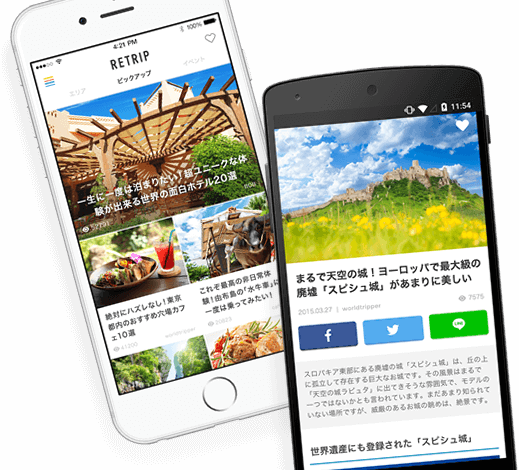 4:21 PM
100%
RETRIP
エリア
ピックアップ
イベント
一生に一度は泊まりたい！超ユニークな体
験が出来る世界の面白ホテル20選
絶対にハズレなし！東京
都内のおすすめ穴場カフ
ェ10選
worldtripper
これぞ最高の非日常体
験！由布島の「水牛車」に
一度は乗ってみたい！
11:54
まるで天空の城！ヨーロッパで最大級の
廃墟「スピシュ城」があまりに美しい
2015.03.27 | worldtripper
7575
f
LINE
スロバキア東部にある廃墟の城「スピシュ城」は、丘の上
に孤立して存在する巨大なお城です。その風景はまるで
「天空の城ラピュタ」に出てきそうな雰囲気で、モデルの
一つではないかとも言われています。まだあまり知られて
いない場所ですが、威厳のあるお城の眺めは、絶景です。
世界遺産にも登録された「スピシュ城」